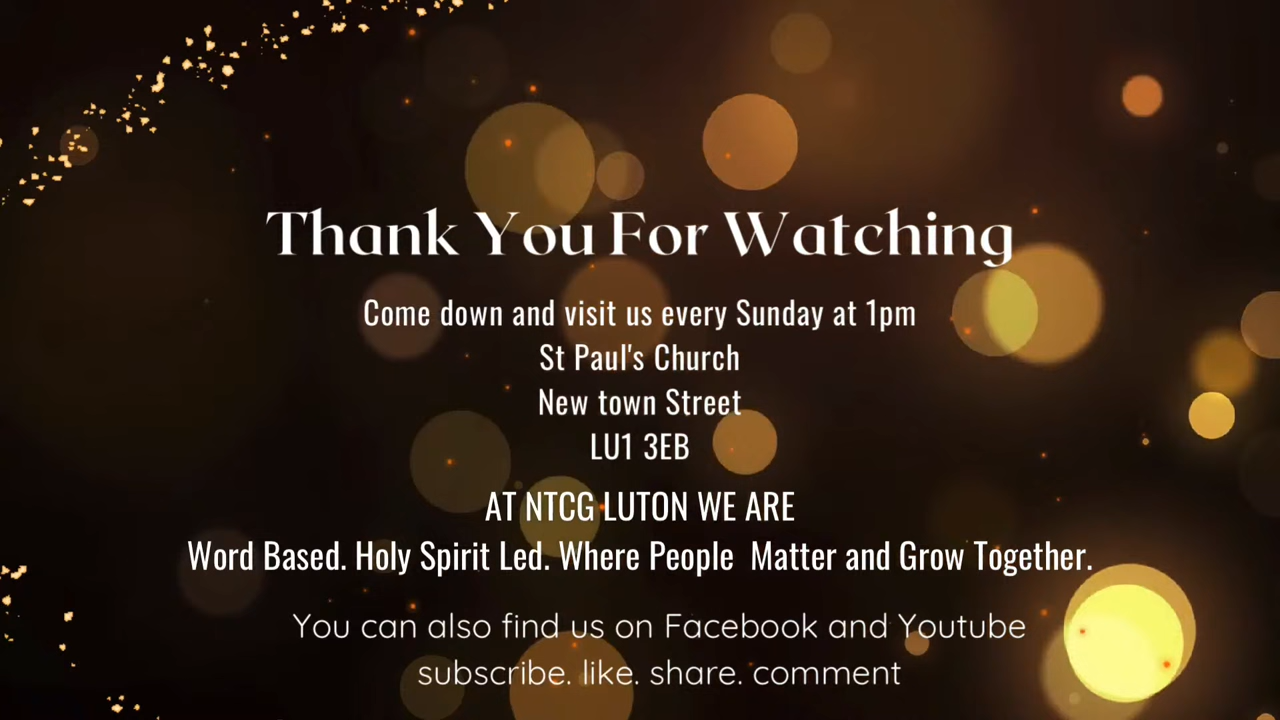 Thank You For Watching
Come down and visit us every Sunday at 1pm
St Paul's Church
New town Street
LU1 3EB
AT NTCG LUTON WE ARE
Word Based. Holy Spirit Led. Where People  Matter and Grow Together.
You can also find us on Facebook and Youtube
subscribe. like. share. comment